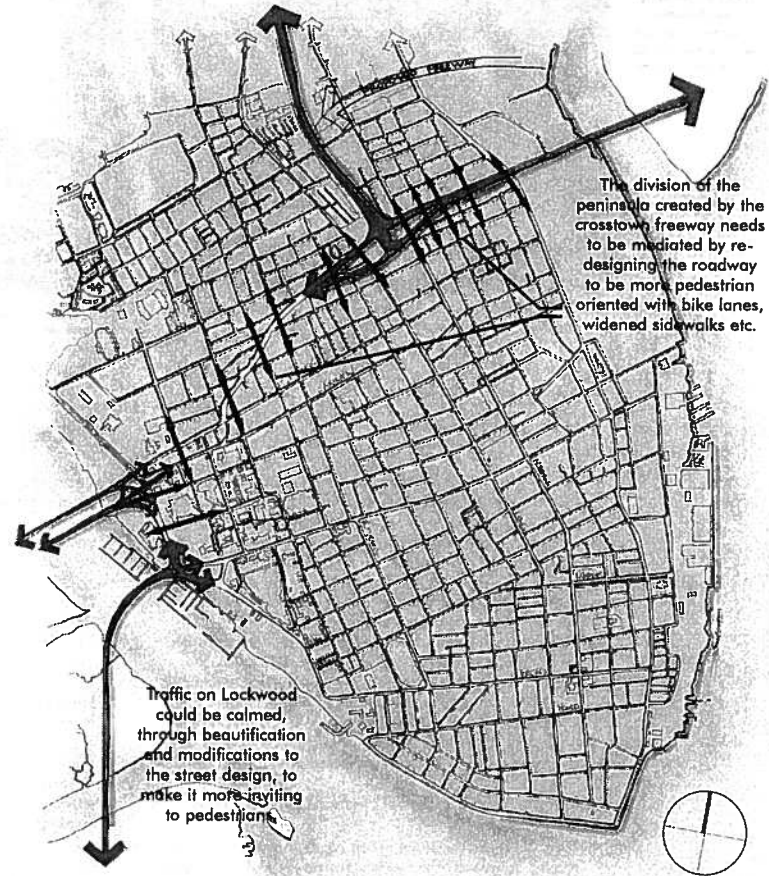 The division of the
peninsula created by the
crosstown freeway needs
to be mediated by re-
designing the roadway
to be more pedestrian
oriented with bike lanes,
widened sidewalks etc.
Traffic on Lockwood
could be calmed,
through beautification
and modifications to
the street design, to
make it more inviting
to pedestrians.